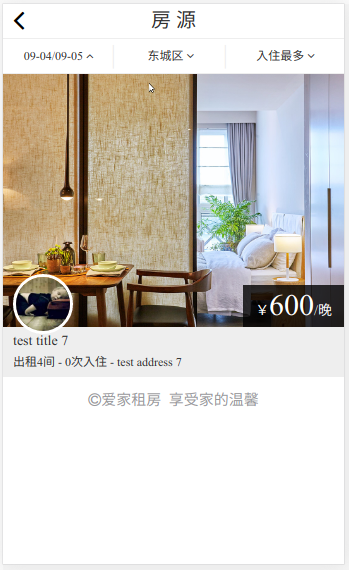 房源
09-04/09-05 东城区 入住最多
¥600/晚
test title 7
出租4间 - 0次入住 - test address 7
©爱家租房 享受家的温馨